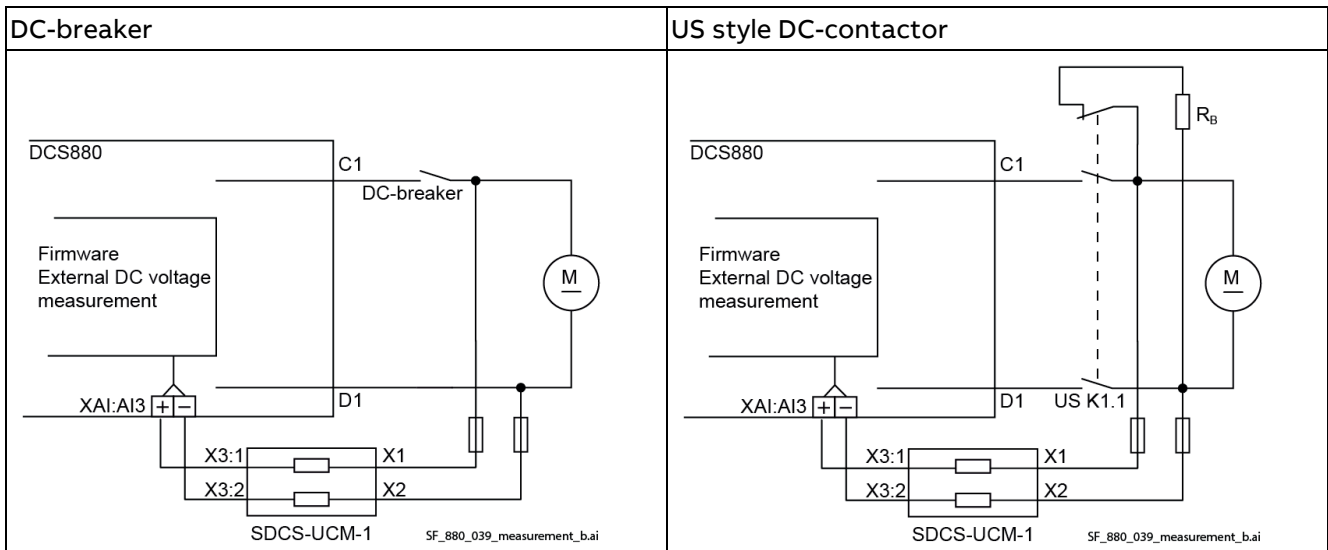 DC-breaker
DCS880
C1
DC-breaker
Firmware
External DC voltage
measurement
M
D1
XAI:AI3
+ −
X3:1
X1
X3:2
X2
SDCS-UCM-1
SF_880_039_measurement_b.ai
US style DC-contactor
RB
DCS880
C1
Firmware
External DC voltage
measurement
M
D1
US K1.1
XAI:AI3
+ −
X3:1
X1
X3:2
X2
SDCS-UCM-1
SF_880_039_measurement_b.ai